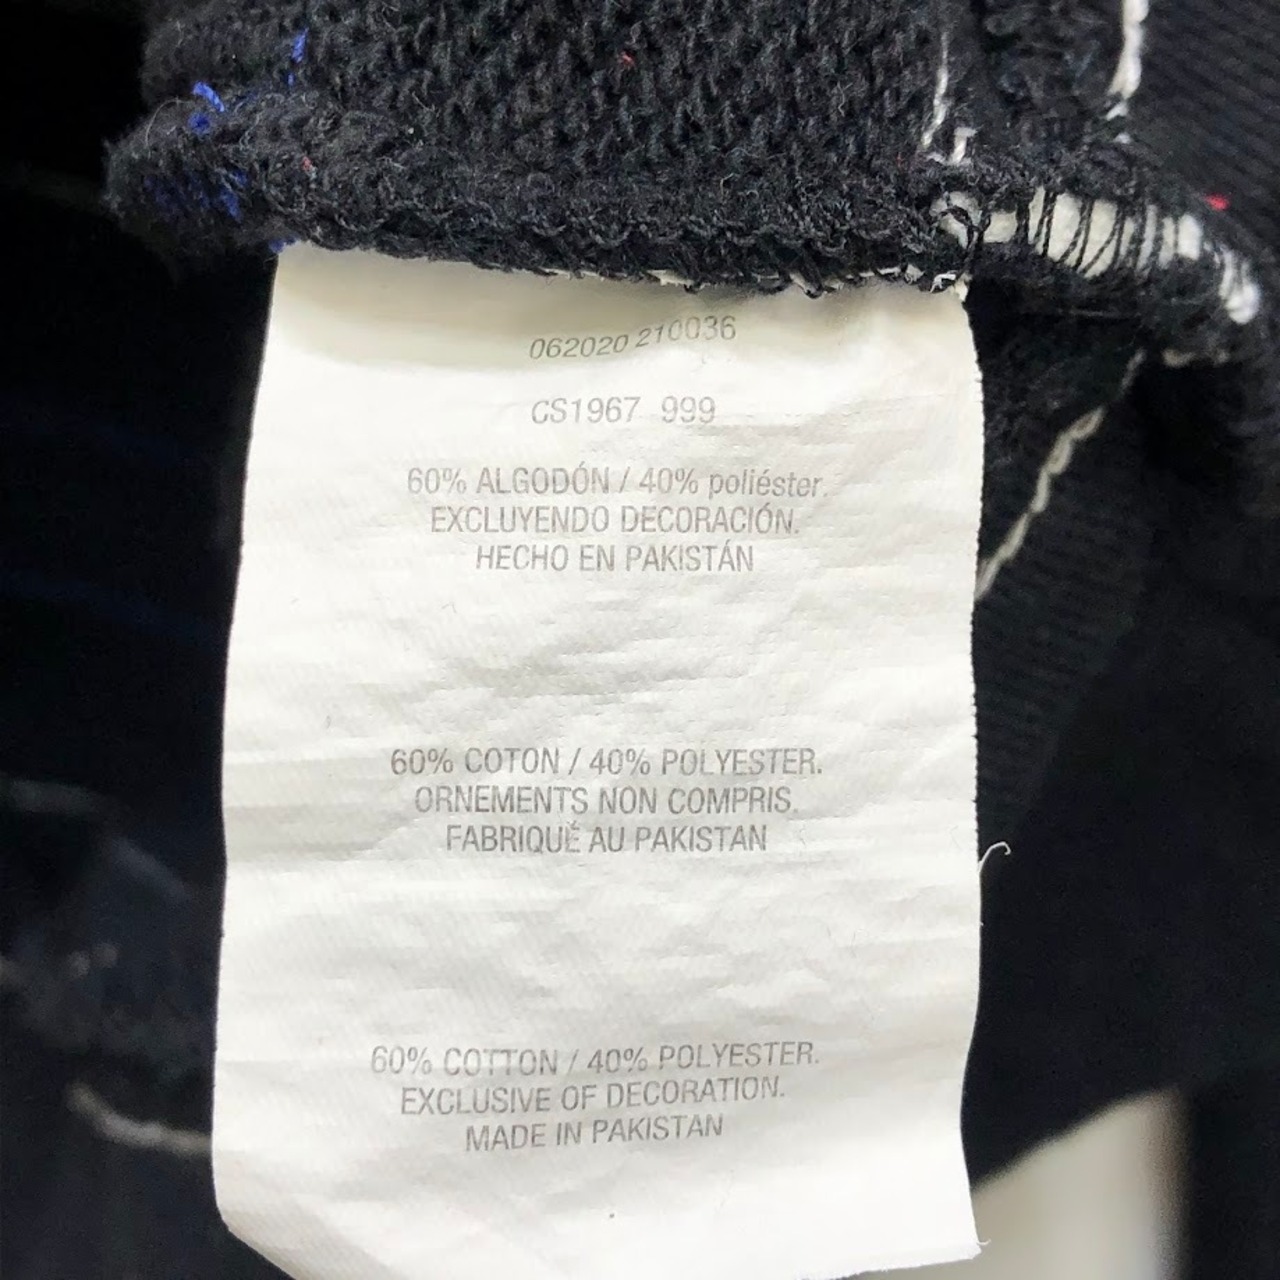 062020 210036
CS1967 999
60% ALGODÓN / 40% poliéster.
EXCLUYENDO DECORACIÓN.
HECHO EN PAKISTÁN
60% COTON / 40% POLYESTER.
ORNEMENTS NON COMPRIS.
FABRIQUÉ AU PAKISTAN
60% COTTON / 40% POLYESTER.
EXCLUSIVE OF DECORATION.
MADE IN PAKISTAN